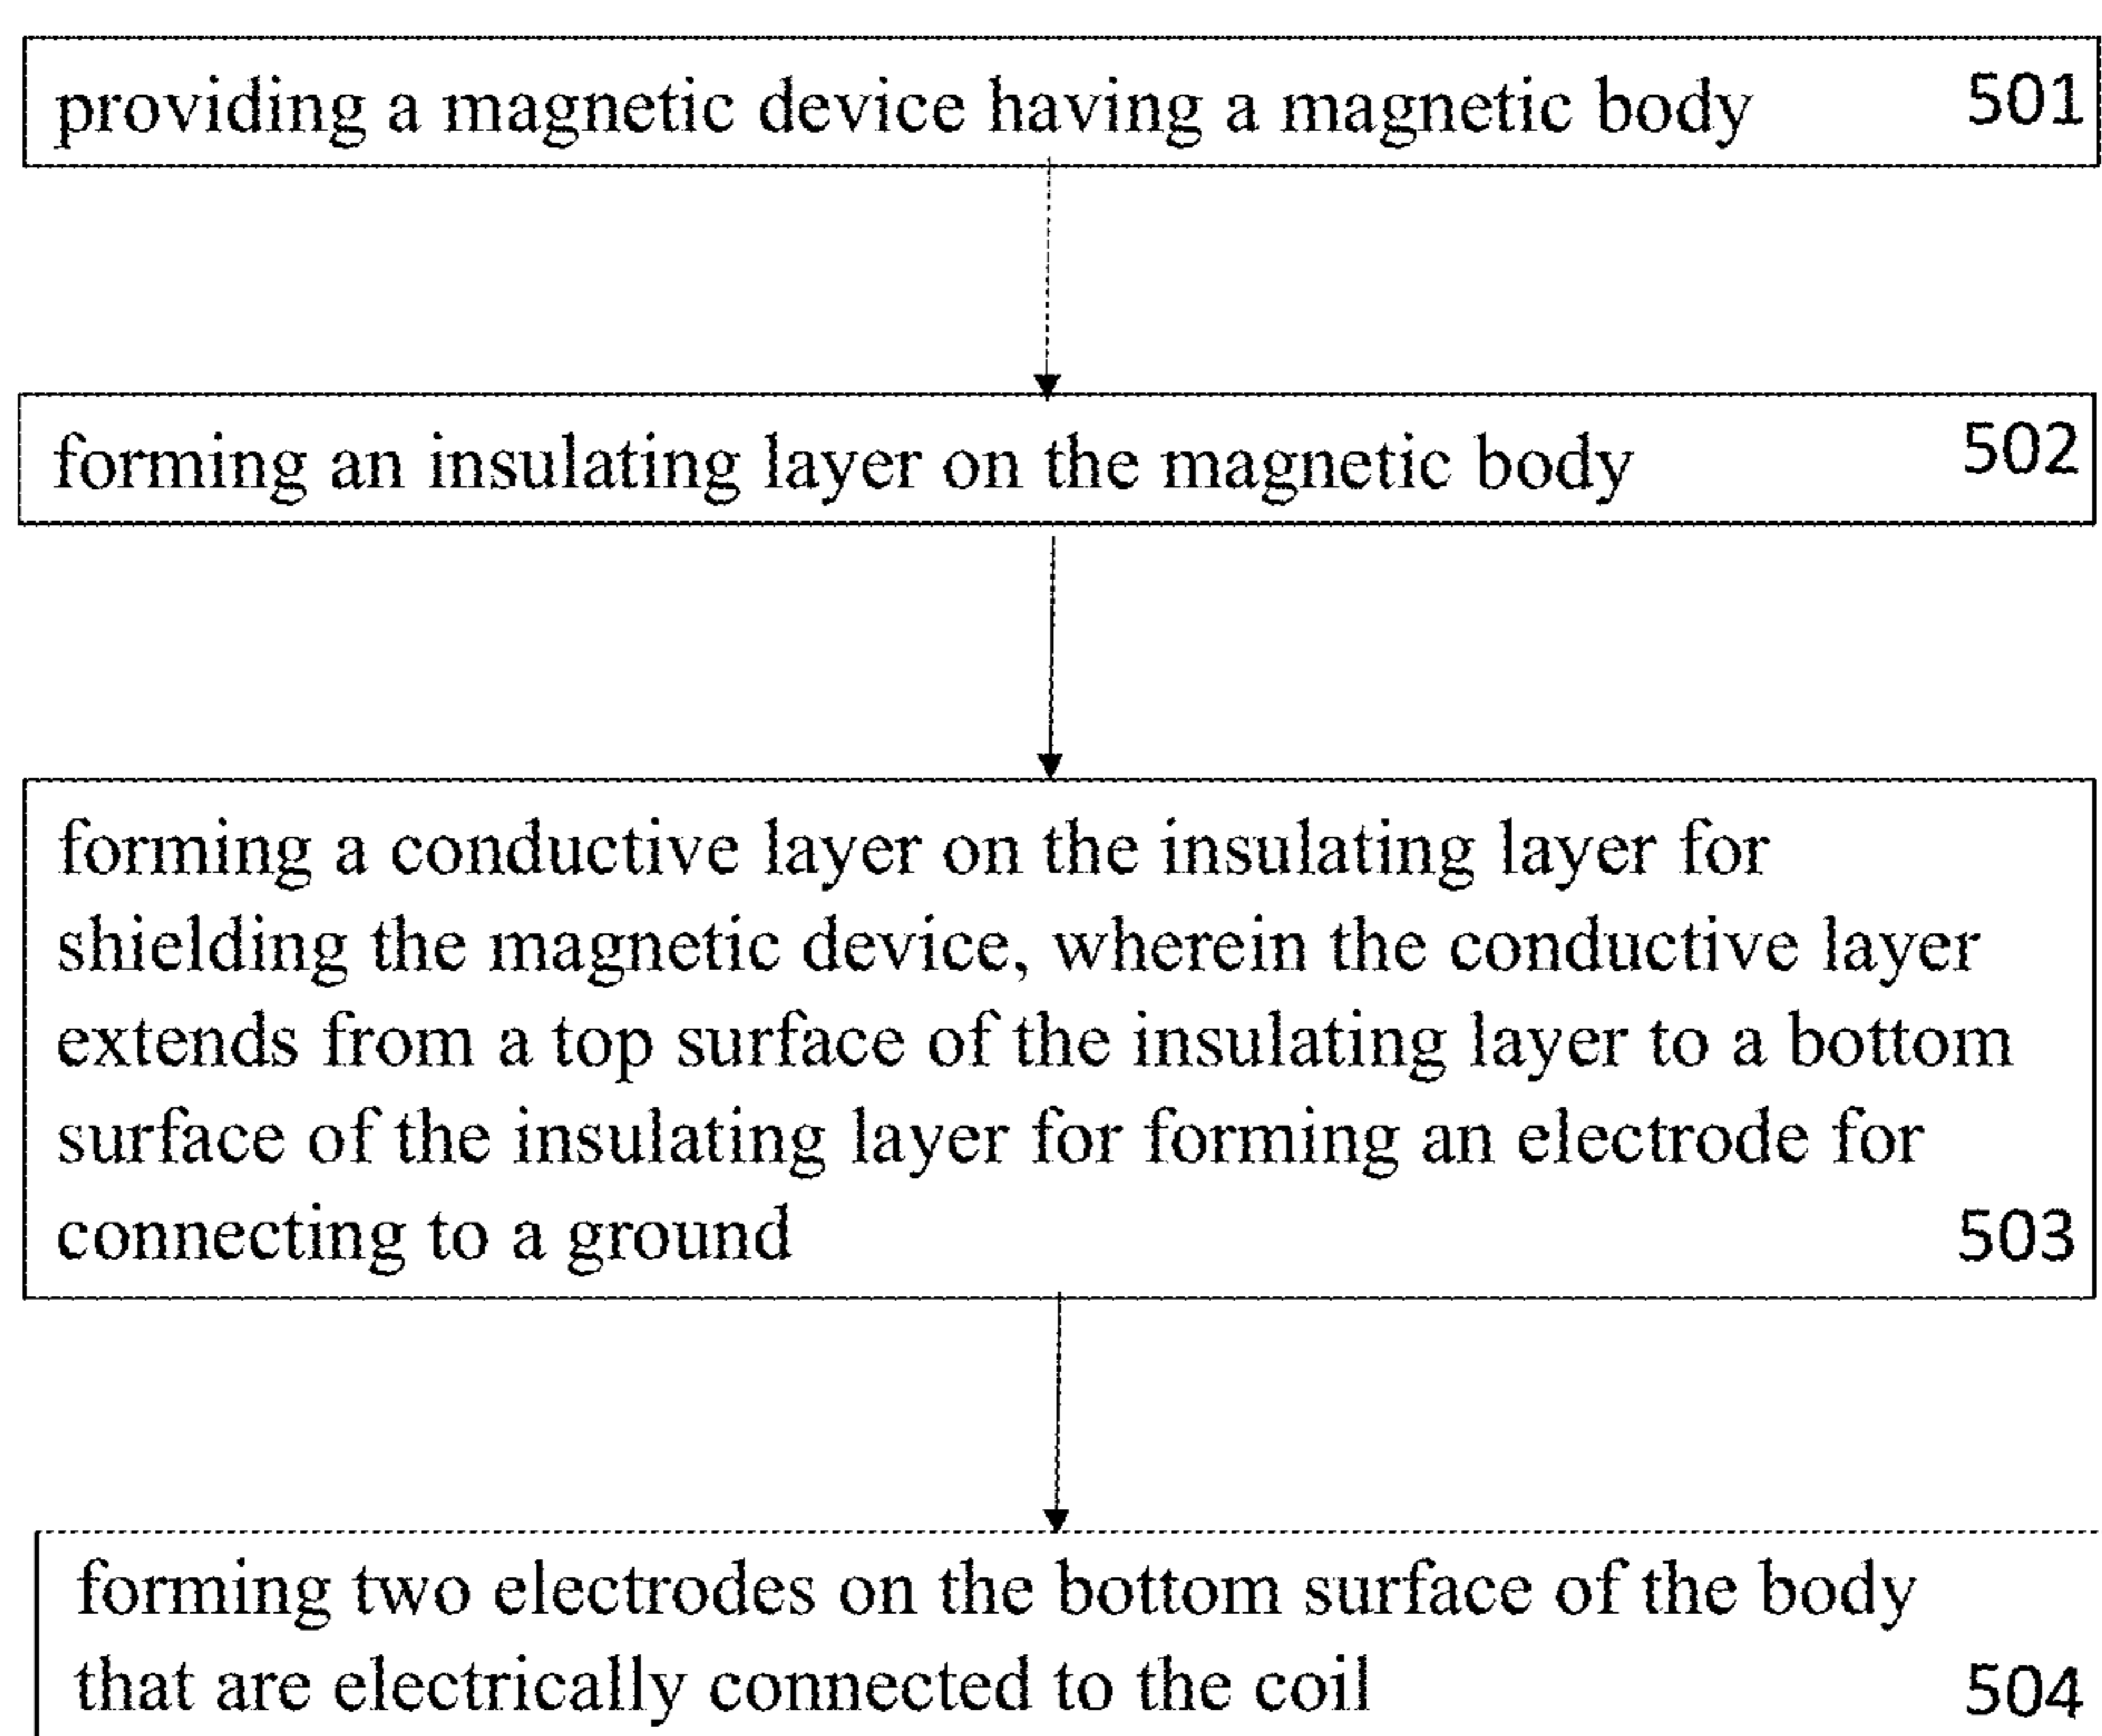 providing a magnetic device having a magnetic body 501
forming an insulating layer on the magnetic body 502
forming a conductive layer on the insulating layer for
shielding the magnetic device, wherein the conductive layer
extends from a top surface of the insulating layer to a bottom
surface of the insulating layer for forming an electrode for
connecting to a ground 503
forming two electrodes on the bottom surface of the body
that are electrically connected to the coil 504